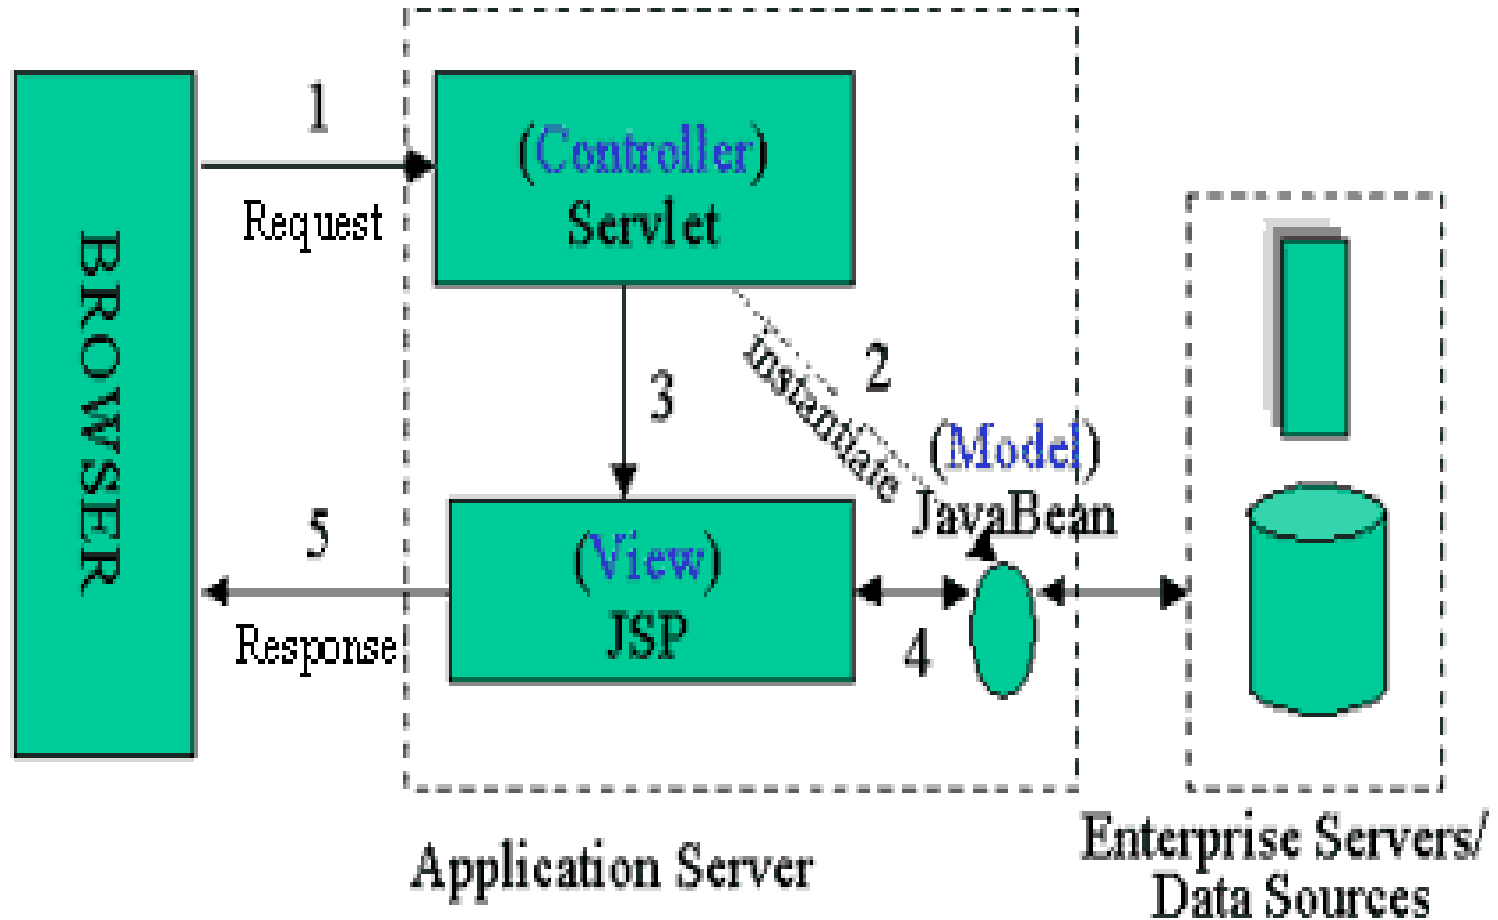 BROWSER
1
Request
(Controller)
Servlet
2
instantiate
3
(Model)
JavaBean
(View)
JSP
4
5
Response
Application Server
Enterprise Servers/
Data Sources